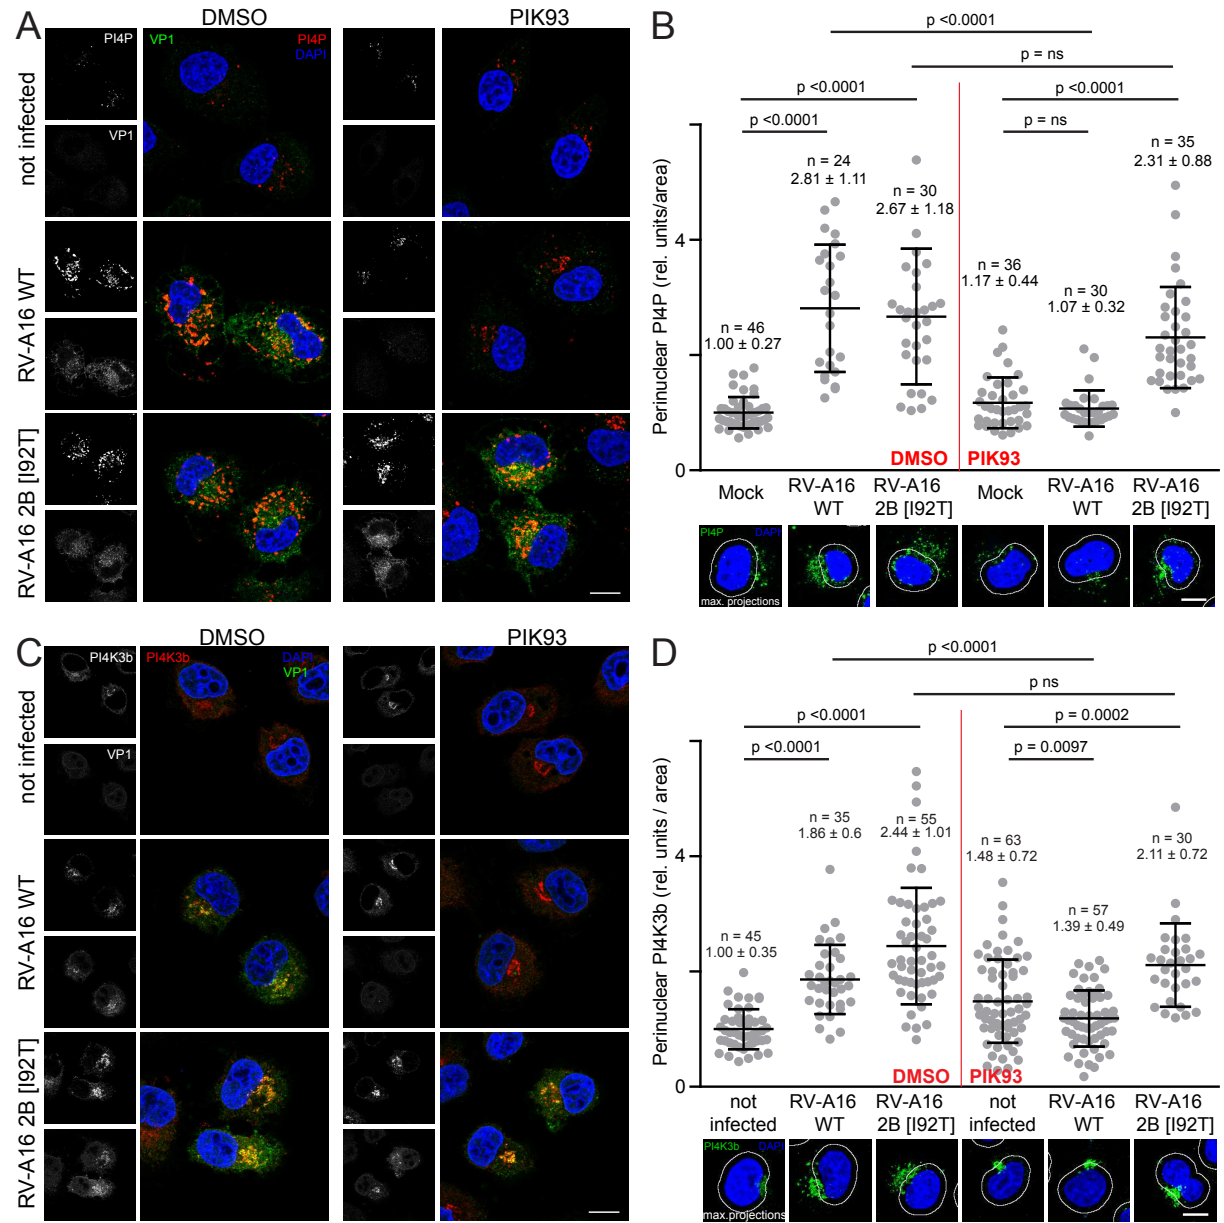 A
DMSO
PIK93
PI4P
VP1
PI4P
DAPI
VP1
not infected
RV-A16 WT
RV-A16 2B [I92T]
B
p <0.0001
p = ns
p <0.0001
p <0.0001
p <0.0001
p = ns
n = 24
2.81 ± 1.11
n = 30
2.67 ± 1.18
n = 35
2.31 ± 0.88
n = 36
1.17 ± 0.44
n = 30
1.07 ± 0.32
n = 46
1.00 ± 0.27
Perinuclear PI4P (rel. units/area)
4
0
DMSO
PIK93
Mock
RV-A16
WT
RV-A16
2B [I92T]
Mock
RV-A16
WT
RV-A16
2B [I92T]
PI4P
DAPI
max. projections
C
DMSO
PIK93
PI4K3b
PI4K3b
DAPI
VP1
VP1
not infected
RV-A16 WT
RV-A16 2B [I92T]
D
p <0.0001
p ns
p <0.0001
p = 0.0002
p <0.0001
p = 0.0097
n = 35
1.86 ± 0.6
n = 55
2.44 ± 1.01
n = 63
1.48 ± 0.72
n = 30
2.11 ± 0.72
n = 57
1.39 ± 0.49
n = 45
1.00 ± 0.35
Perinuclear PI4K3b (rel. units / area)
4
0
DMSO
PIK93
not
infected
RV-A16
WT
RV-A16
2B [I92T]
not
infected
RV-A16
WT
RV-A16
2B [I92T]
PI4K3b
DAPI
max.projections